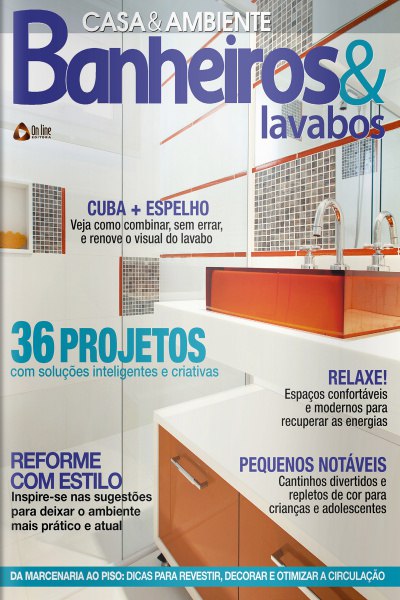 CASA&AMBIENTE
Banheiros&
lavabos
On line
EDITORA
CUBA + ESPELHO
Veja como combinar, sem errar,
e renove o visual do lavabo
36 PROJETOS
com soluções inteligentes e criativas
RELAXE!
Espaços confortáveis
e modernos para
recuperar as energias
REFORME
COM ESTILO
Inspire-se nas sugestões
para deixar o ambiente
mais prático e atual
PEQUENOS NOTÁVEIS
Cantinhos divertidos e
repletos de cor para
crianças e adolescentes
DA MARCENARIA AO PISO: DICAS PARA REVESTIR, DECORAR E OTIMIZAR A CIRCULAÇÃO